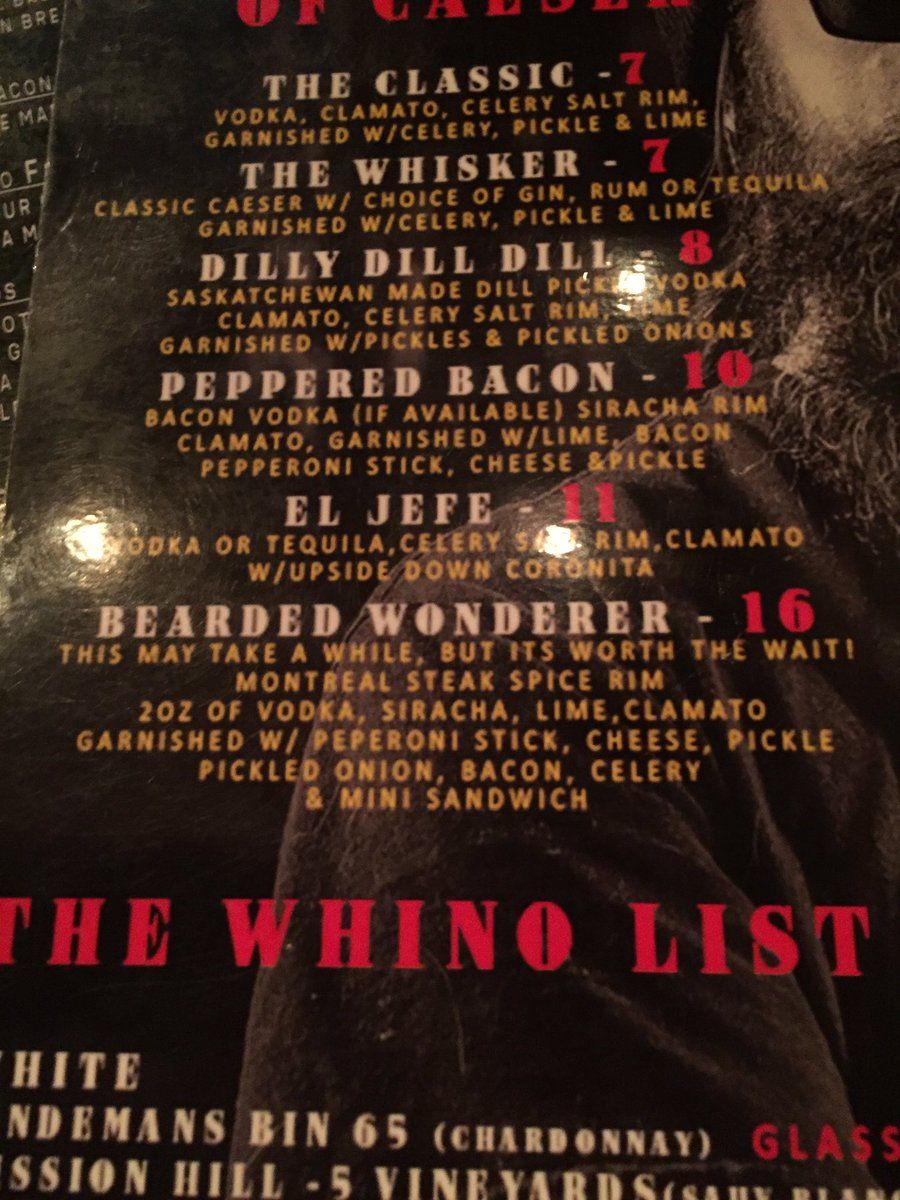 OF CAESER
THE CLASSIC - 7
VODKA, CLAMATO, CELERY SALT RIM,
GARNISHED W/CELERY, PICKLE & LIME
THE WHISKER - 7
CLASSIC CAESER W/ CHOICE OF GIN, RUM OR TEQUILA
GARNISHED W/CELERY, PICKLE & LIME
DILLY DILL DILL - 8
SASKATCHEWAN MADE DILL PICKLE VODKA
CLAMATO, CELERY SALT RIM, LIME
GARNISHED W/PICKLES & PICKLED ONIONS
PEPPERED BACON - 10
BACON VODKA (IF AVAILABLE) SIRACHA RIM
CLAMATO, GARNISHED W/LIME, BACON
PEPPERONI STICK, CHEESE &PICKLE
EL JEFE - 11
VODKA OR TEQUILA,CELERY SALT RIM,CLAMATO
W/UPSIDE DOWN CORONITA
BEARDED WONDERER - 16
THIS MAY TAKE A WHILE, BUT ITS WORTH THE WAIT!
MONTREAL STEAK SPICE RIM
2OZ OF VODKA, SIRACHA, LIME,CLAMATO
GARNISHED W/ PEPERONI STICK, CHEESE, PICKLE
PICKLED ONION, BACON, CELERY
& MINI SANDWICH
THE WHINO LIST
HITE
NDEMANS BIN 65 (CHARDONNAY) GLASS
SSION HILL -5 VINEYARDS